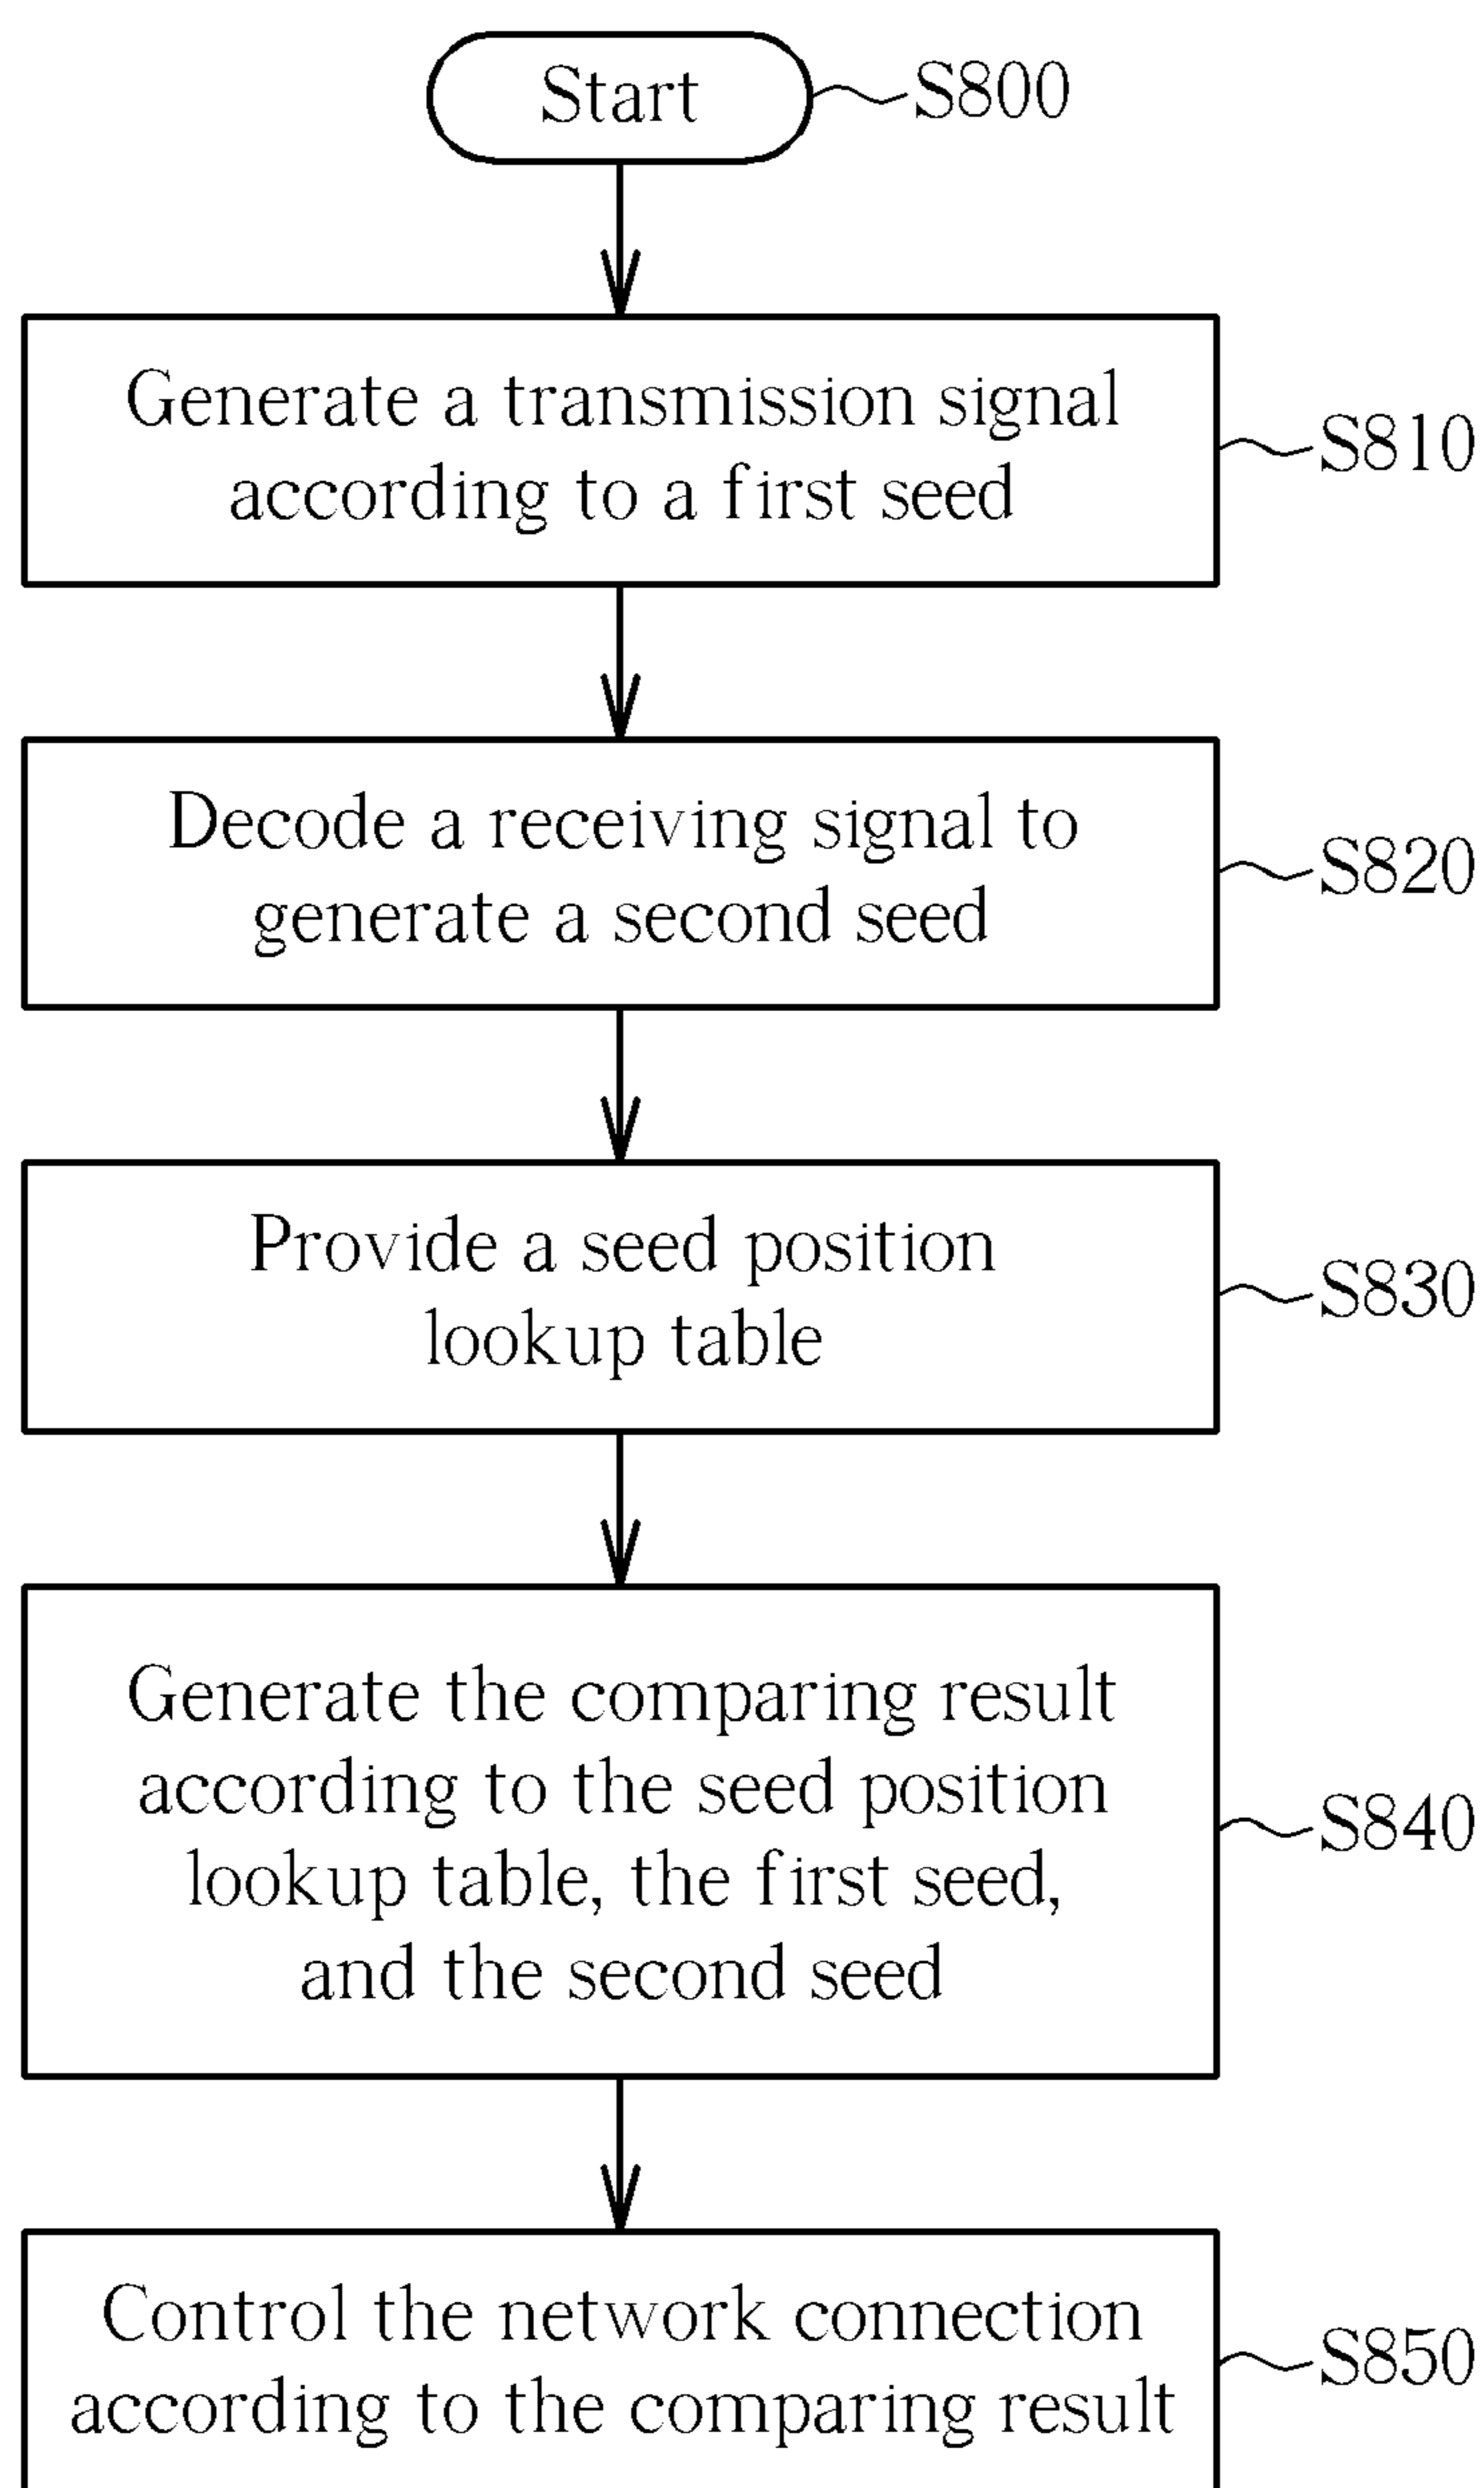 Start
S800
Generate a transmission signal
according to a first seed
S810
Decode a receiving signal to
generate a second seed
S820
Provide a seed position
lookup table
S830
Generate the comparing result
according to the seed position
lookup table, the first seed,
and the second seed
S840
Control the network connection
according to the comparing result
S850